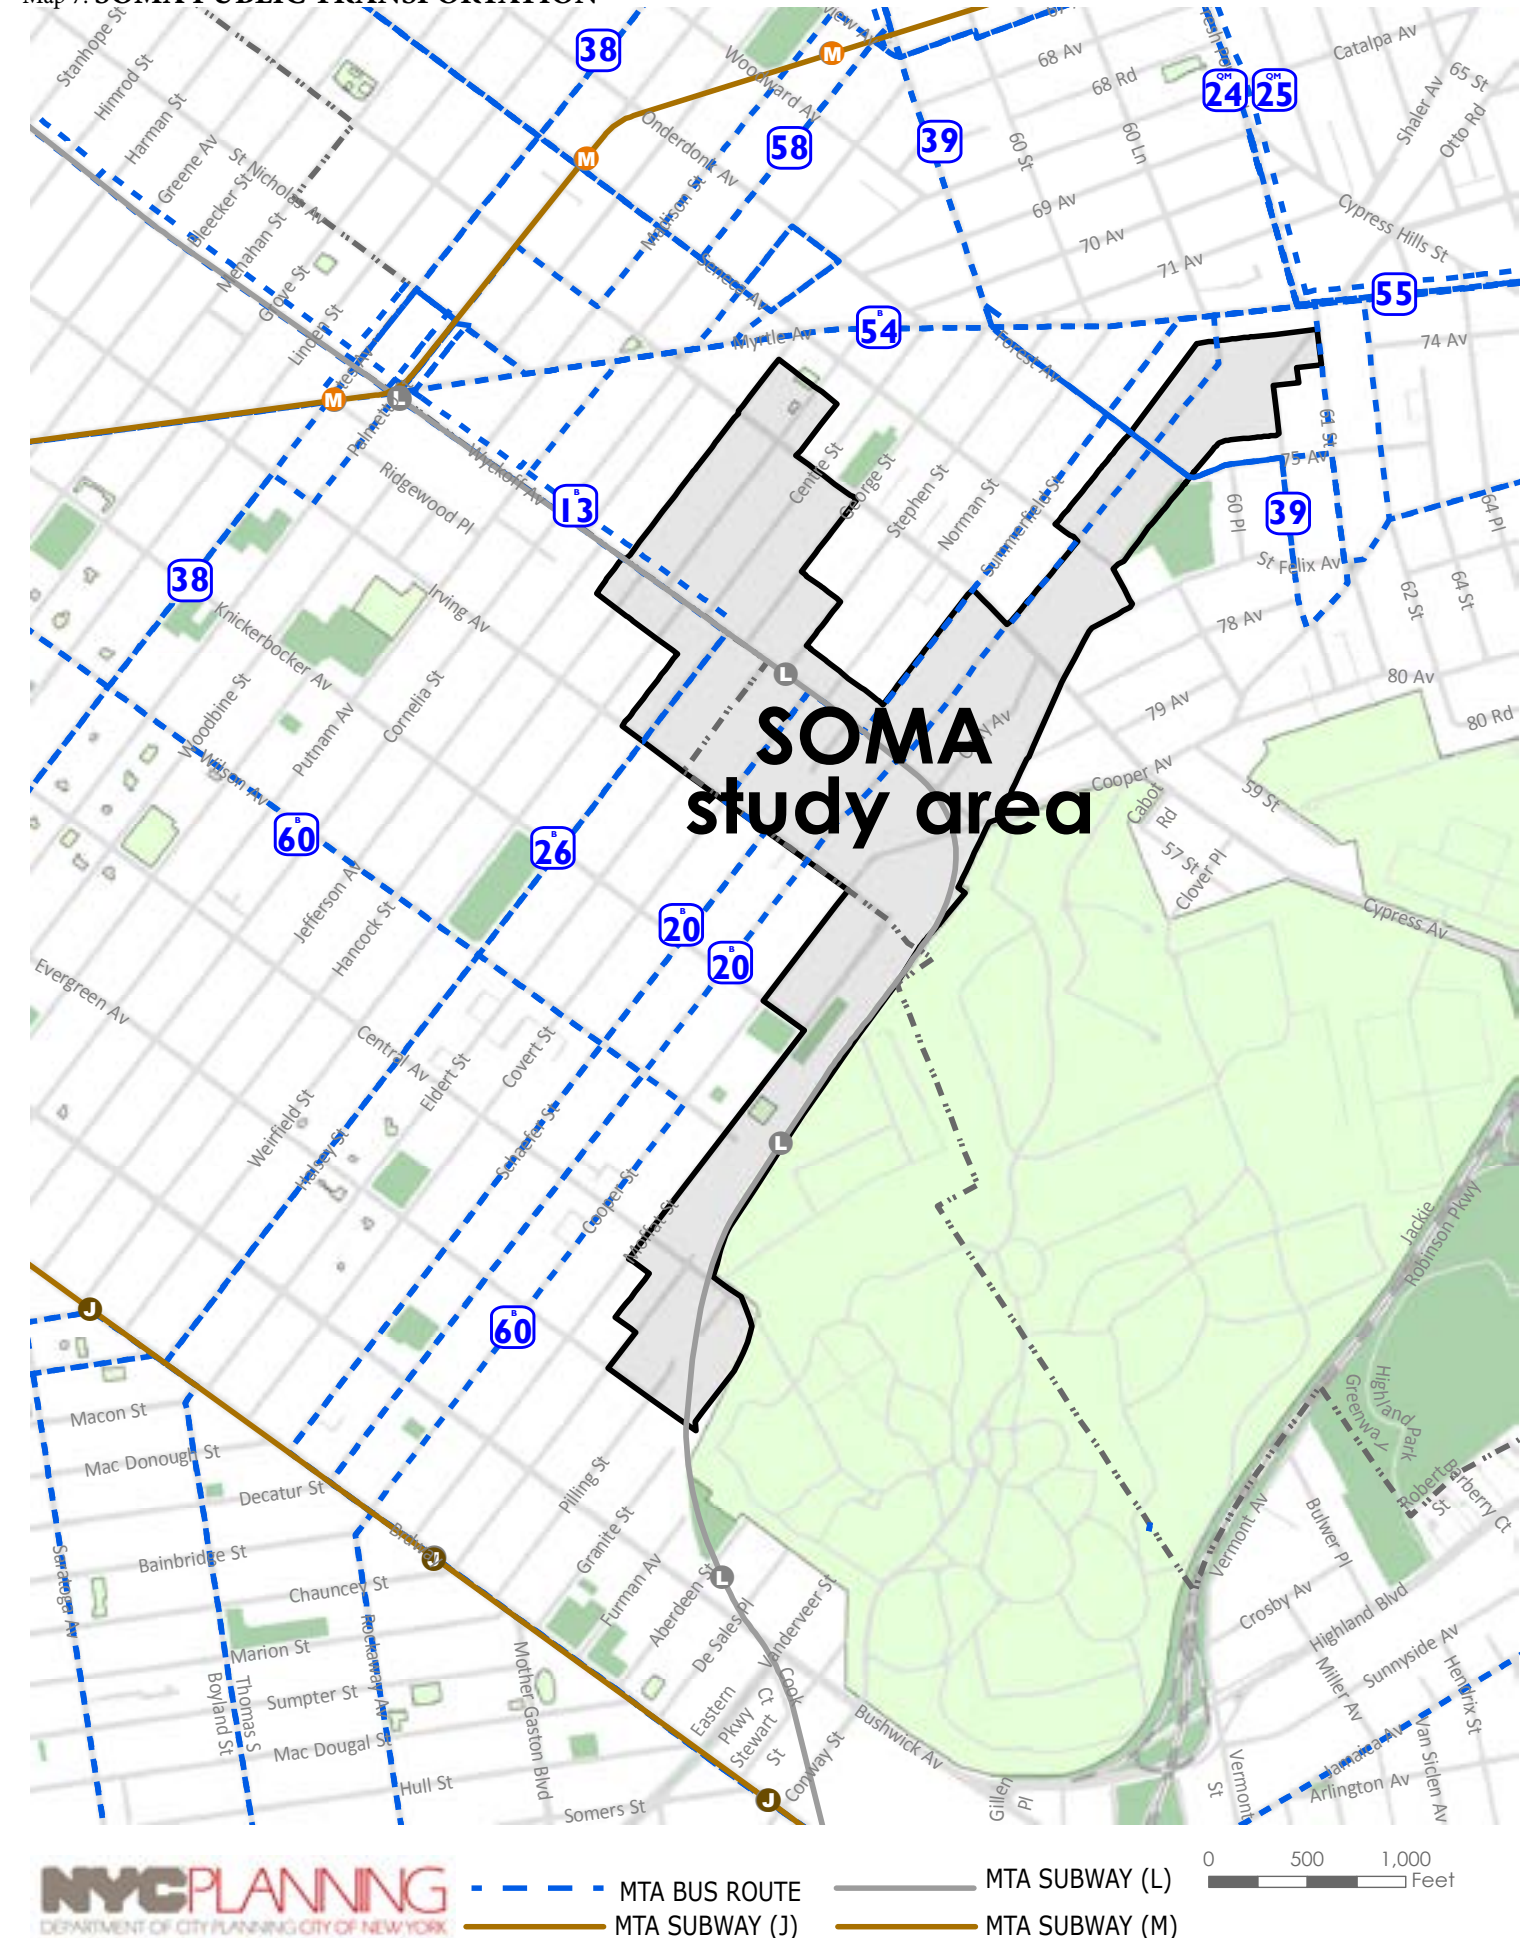 Map 7: SOMA PUBLIC TRANSPORTATION
38
Woodward Av
68 Av
Catalpa Av
Stanhope St
Himrod St
Harman St
Greene Av
Bleecker St
Menahan St
Grove St
Linden St
St Nicholas Av
M
M
Onderdonk Av
58
39
68 Rd
60 St
60 Ln
QM
24
QM
25
65 St
Shaler Av
Otto Rd
Madison St
Seneca Av
69 Av
70 Av
71 Av
Cypress Hills St
55
Myrtle Av
B
54
Forest Av
74 Av
M
L
Palmetto
Wyckoff Av
Ridgewood Pl
B
13
Centre St
George St
Stephen St
Norman St
Summerfield St
61 St
75 Av
60 Pl
39
64 Pl
St Felix Av
62 St
64 St
38
Knickerbocker Av
Irving Av
78 Av
80 Av
79 Av
80 Rd
L
SOMA
study area
Woodbine St
Putnam Av
Cornelia St
Wilson Av
Cooper Av
Cabot
Rd
59 St
57 St
Clover Pl
Cypress Av
B
60
B
26
Jefferson Av
Hancock St
B
20
B
20
Evergreen Av
Central Av
Eldert St
Covert St
Weirfield St
Halsey St
Schaefer St
Cooper St
Moffat St
L
Jackie
Robinson Pkwy
J
B
60
Macon St
Mac Donough St
Decatur St
Bainbridge St
Chauncey St
Marion St
Sumpter St
Mac Dougal St
Hull St
Somers St
Saratoga Av
Thomas S
Boyland St
Rockaway Av
Mother
Gaston Blvd
J
Pilling St
Granite St
Furman Av
Aberdeen St
L
De Sales Pl
Vanderveer St
Cook
Ct
Eastern
Pkwy
Stewart
St
Conway St
J
Bushwick Av
Gillen
Pl
Highland Park
Greenway
Robert
St
Barberry Ct
Vermont Av
Bulwer Pl
Crosby Av
Highland Blvd
Miller Av
Sunnyside Av
Hendrix St
Van Siclen Av
Jamaica Av
Arlington Av
Vermont
St
NYCPLANNING
DEPARTMENT OF CITY PLANNING CITY OF NEW YORK
MTA BUS ROUTE
MTA SUBWAY (L)
MTA SUBWAY (J)
MTA SUBWAY (M)
0 500 1,000
Feet